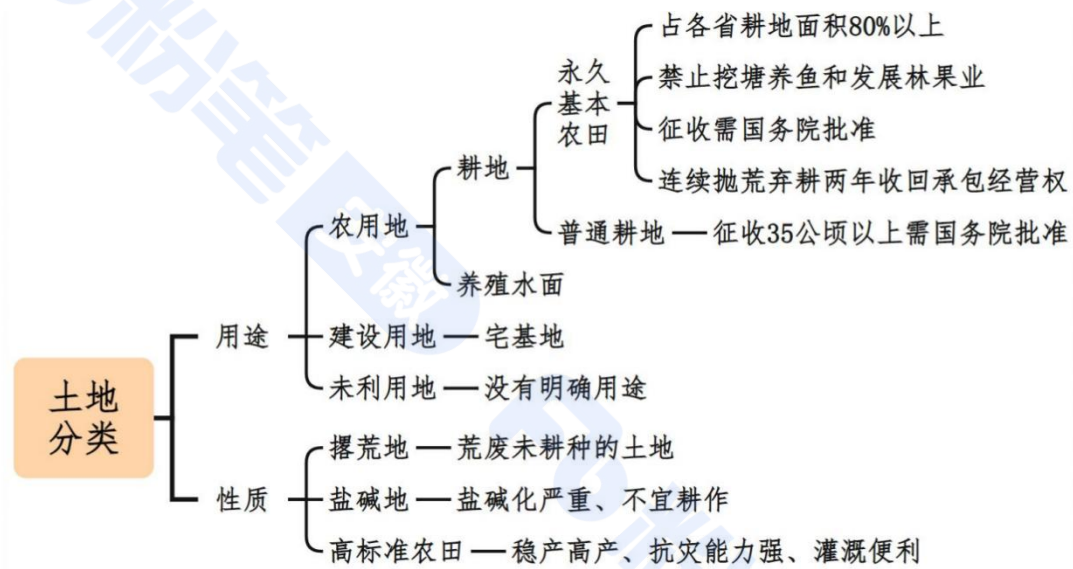 占各省耕地面积80%以上
永久
基本
农田
禁止挖塘养鱼和发展林果业
征收需国务院批准
连续抛荒弃耕两年收回承包经营权
耕地
普通耕地
征收35公顷以上需国务院批准
农用地
养殖水面
用途
建设用地
宅基地
未利用地
没有明确用途
土地
分类
撂荒地
荒废未耕种的土地
性质
盐碱地
盐碱化严重、不宜耕作
高标准农田
稳产高产、抗灾能力强、灌溉便利
粉笔
安徽